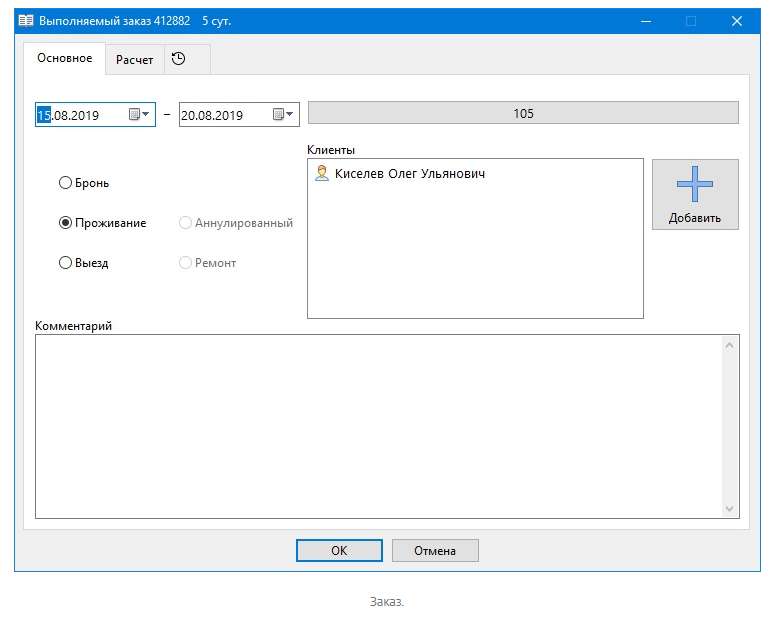 Выполняемый заказ 412882 5 сут.
Основное Расчет
15.08.2019 – 20.08.2019 105
Клиенты
Киселев Олег Ульянович
Добавить
Бронь
Проживание Аннулированный
Выезд Ремонт
Комментарий
ОК Отмена
Заказ.